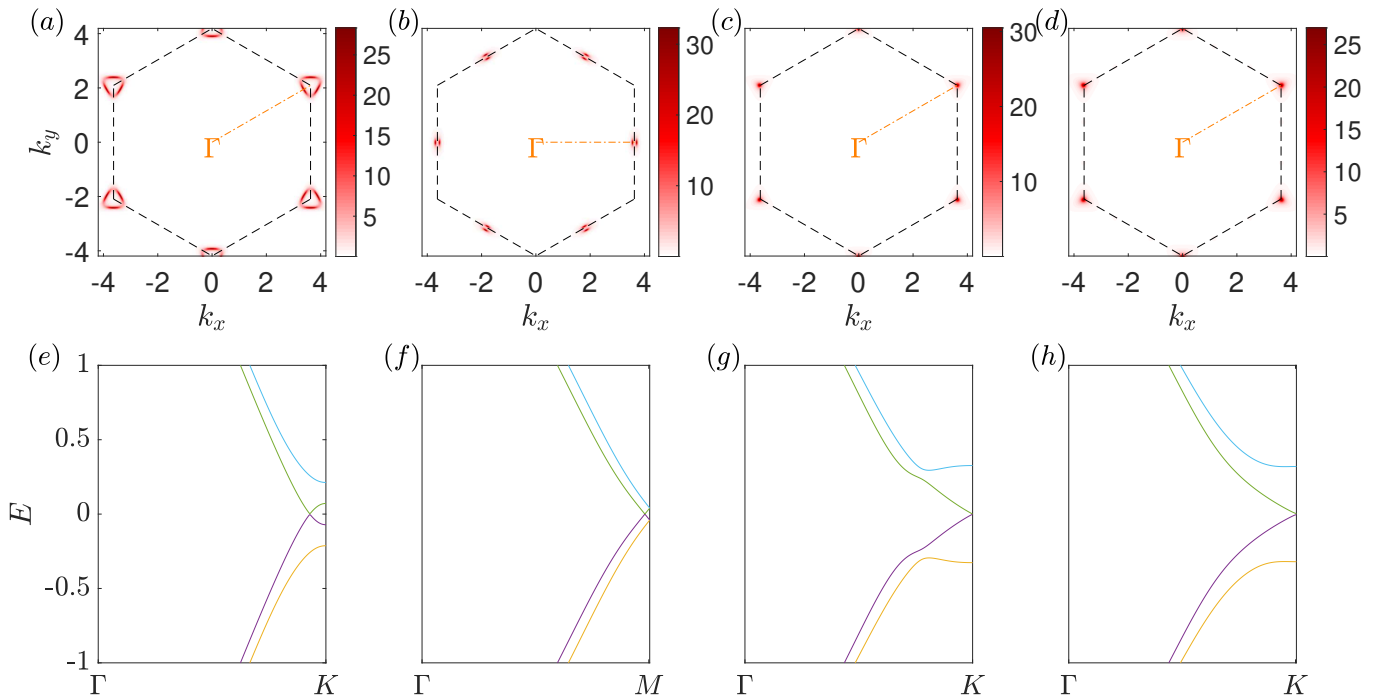 (a) (b) (c) (d)
4 2 0 -2 -4
k_y
Γ Γ Γ Γ
25 20 15 10 5
30 20 10
30 20 10
25 20 15 10 5
-4 -2 0 2 4 -4 -2 0 2 4 -4 -2 0 2 4 -4 -2 0 2 4
k_x k_x k_x k_x
(e) (f) (g) (h)
1 0.5 0 -0.5 -1
E
Γ K Γ M Γ K Γ K